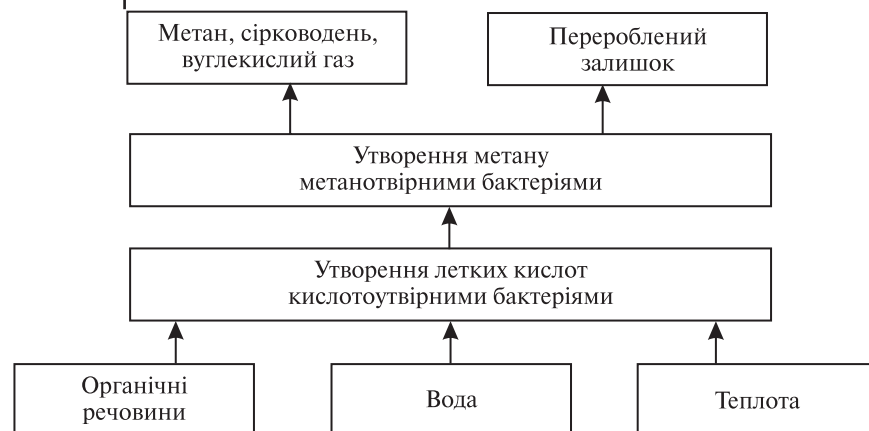 Метан, сірководень,
вуглекислий газ
Перероблений
залишок
Утворення метану
метанотвірними бактеріями
Утворення летких кислот
кислотоутвірними бактеріями
Органічні
речовини
Вода
Теплота